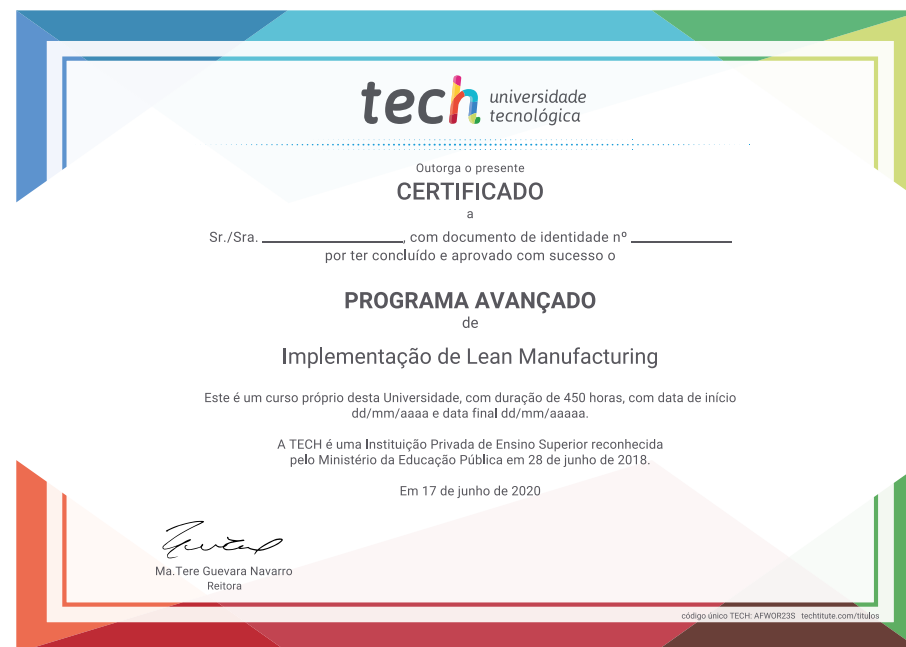 tech universidade
tecnológica
Outorga o presente
CERTIFICADO
a
Sr./Sra. ____________________, com documento de identidade nº ______________
por ter concluído e aprovado com sucesso o
PROGRAMA AVANÇADO
de
Implementação de Lean Manufacturing
Este é um curso próprio desta Universidade, com duração de 450 horas, com data de início
dd/mm/aaaa e data final dd/mm/aaaaa.
A TECH é uma Instituição Privada de Ensino Superior reconhecida
pelo Ministério da Educação Pública em 28 de junho de 2018.
Em 17 de junho de 2020
Ma.Tere Guevara Navarro
Reitora
código único TECH: AFWOR23S techtitute.com/titulos